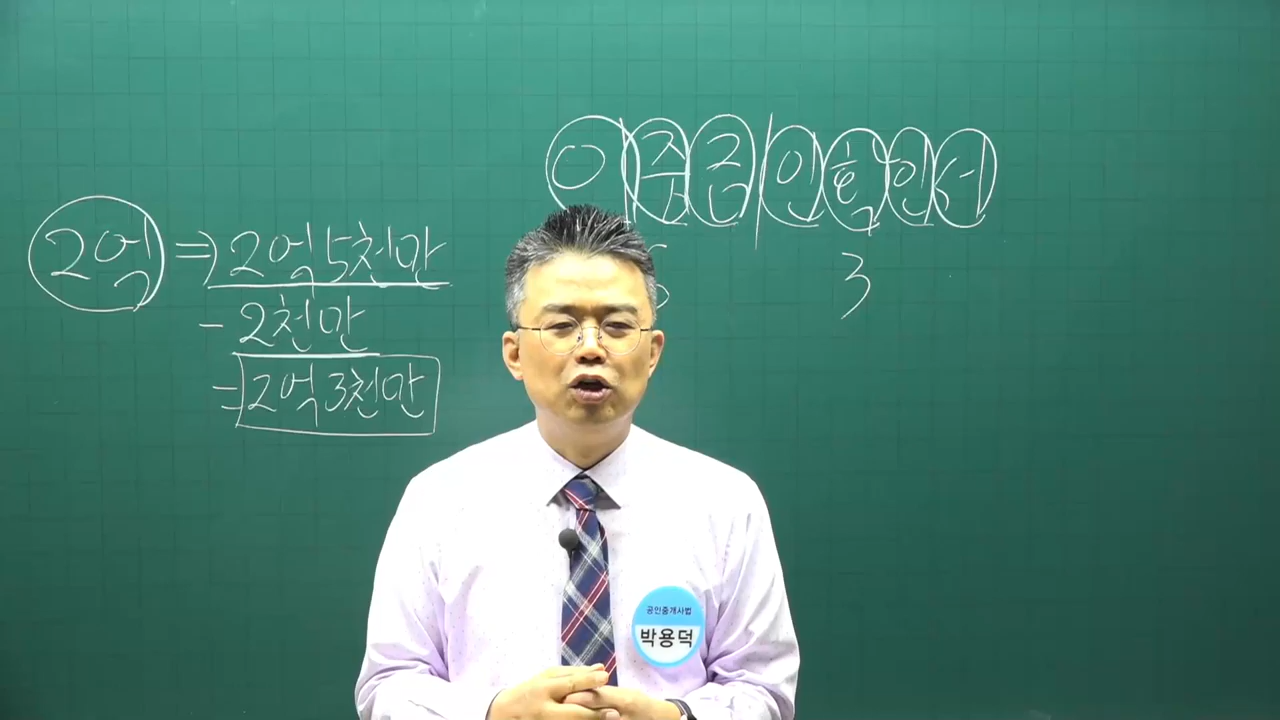 2억 ⇒ 2억5천만
- 2천만
= 2억3천만
이 중 금 인 확 인 서
3
공인중개사법
박용덕